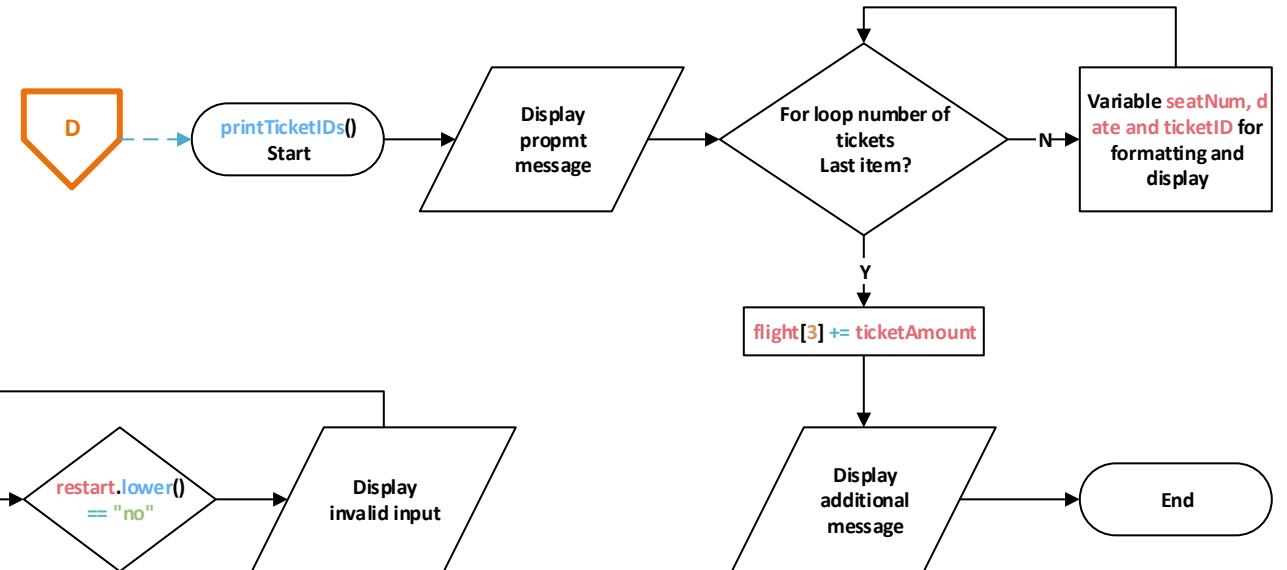 D
printTicketIDs()
Start
Display
propmt
message
For loop number of
tickets
Last item?
N
Variable seatNum, d
ate and ticketID for
formatting and
display
Y
flight[3] += ticketAmount
restart.lower()
== "no"
Display
invalid input
Display
additional
message
End